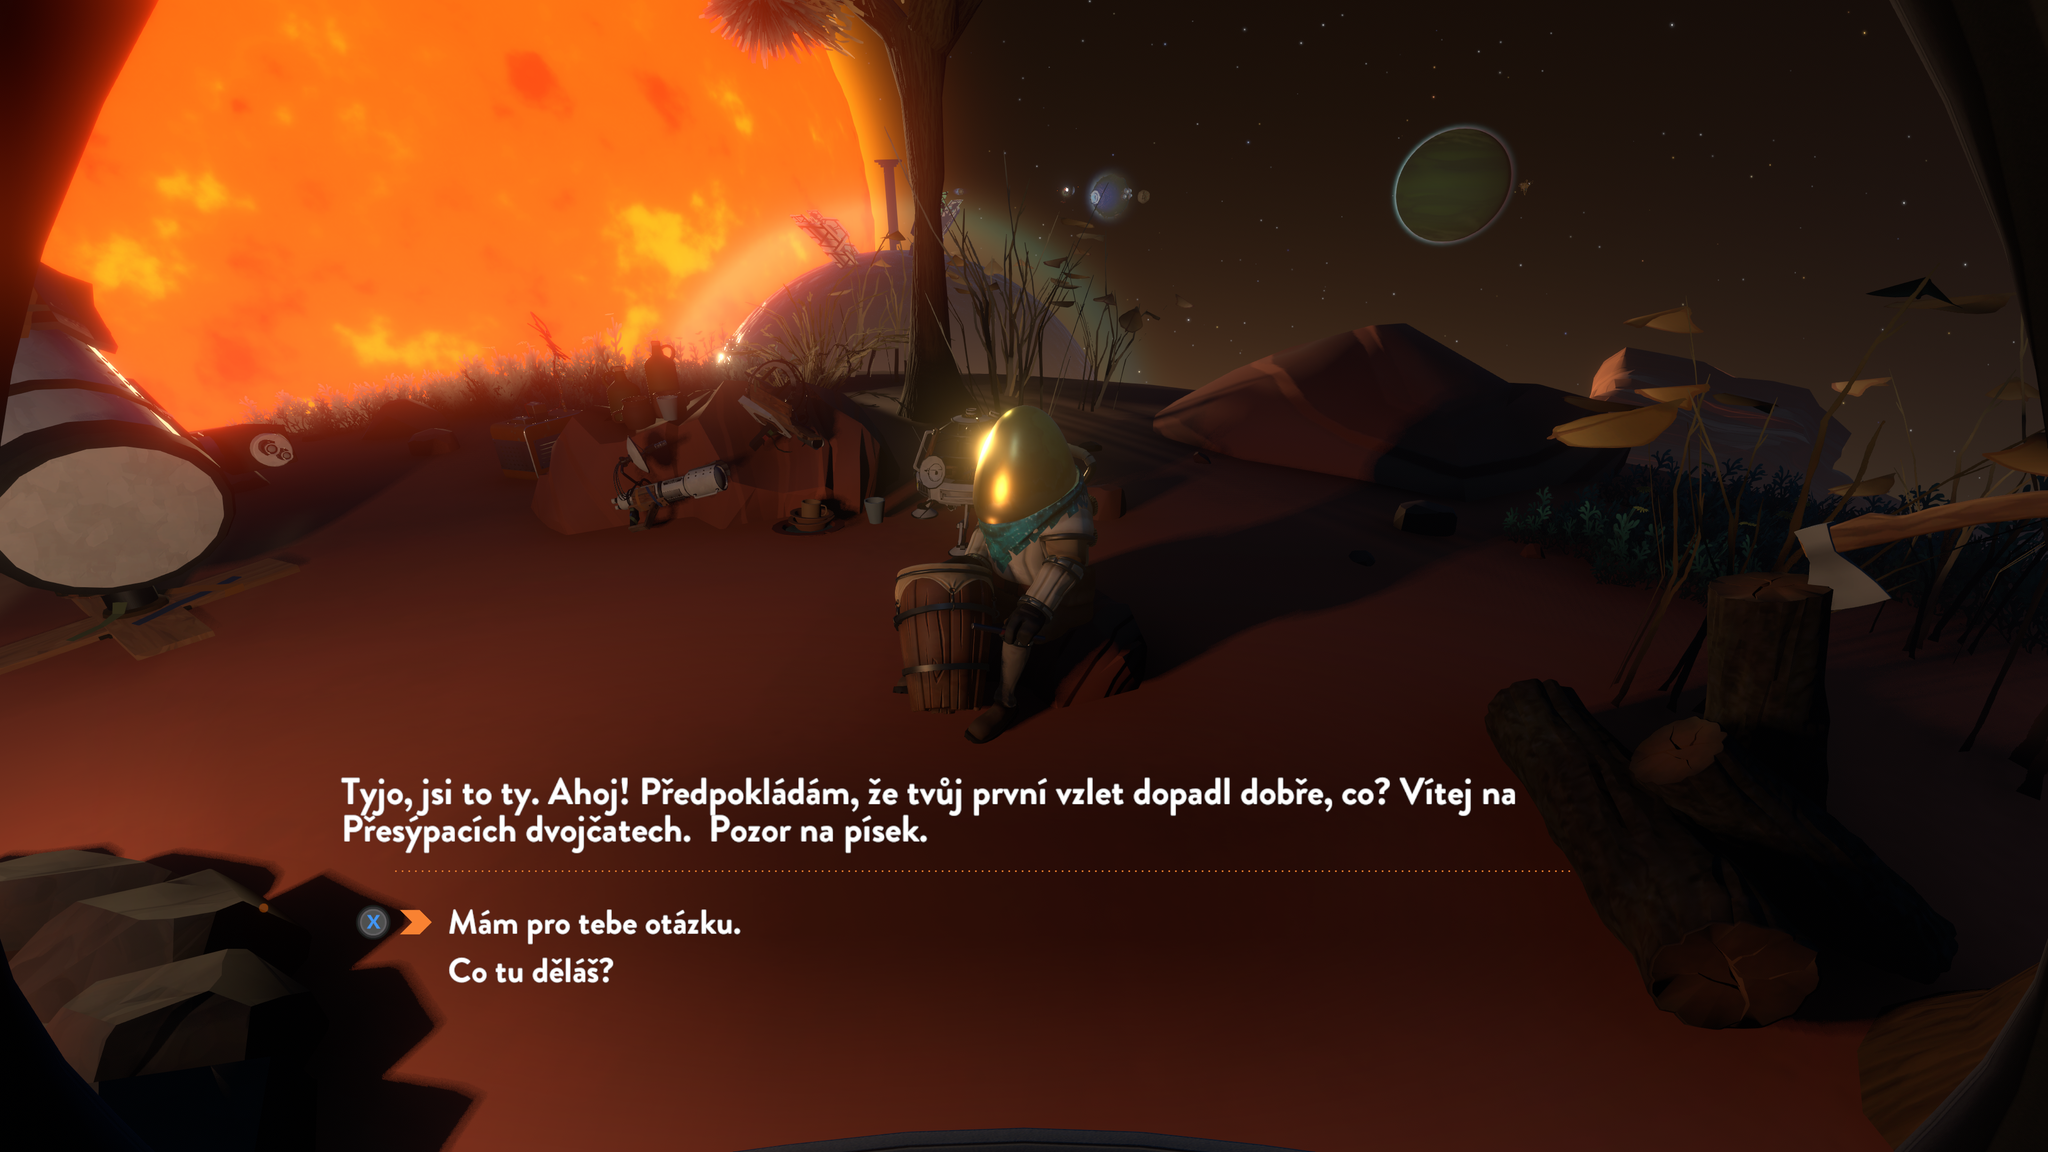 Tyjo, jsi to ty. Ahoj! Předpokládám, že tvůj první vzlet dopadl dobře, co? Vítej na
Přesýpacích dvojčatech.  Pozor na písek.
X
Mám pro tebe otázku.
Co tu děláš?